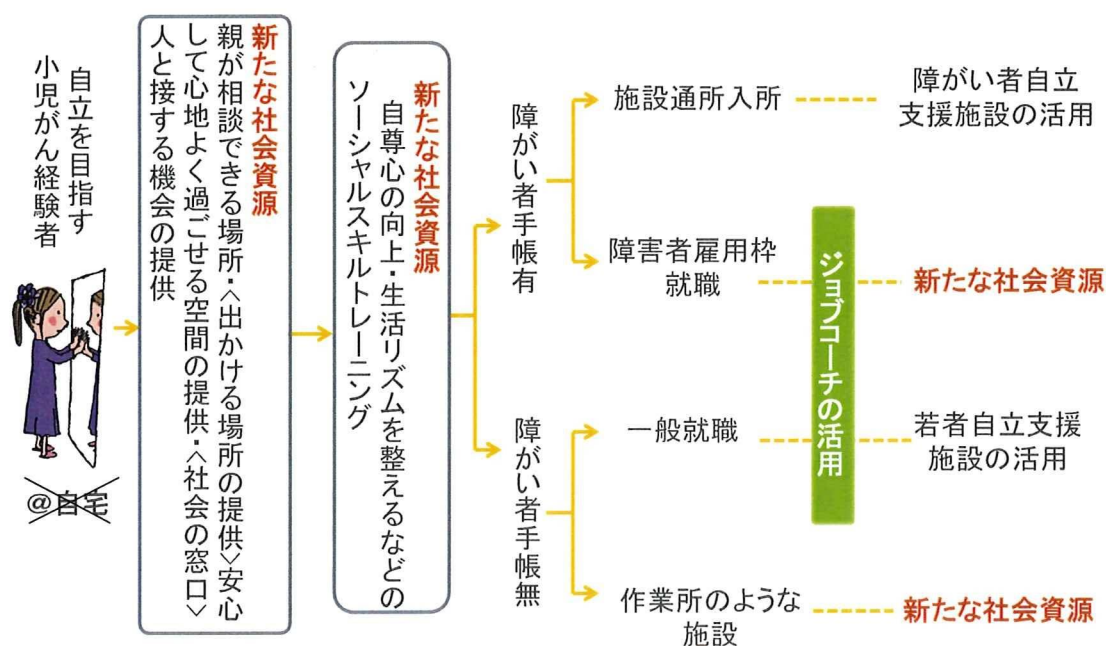 自立を目指す
小児がん経験者
@自宅
新たな社会資源
親が相談できる場所・<出かける場所の提供>安心
して心地よく過ごせる空間の提供・<社会の窓口>
人と接する機会の提供
新たな社会資源
自尊心の向上・生活リズムを整えるなどの
ソーシャルスキルトレーニング
障がい者手帳有
施設通所入所
障がい者自立
支援施設の活用
障害者雇用枠
就職
新たな社会資源
ジョブコーチの活用
障がい者手帳無
一般就職
若者自立支援
施設の活用
作業所のような
施設
新たな社会資源